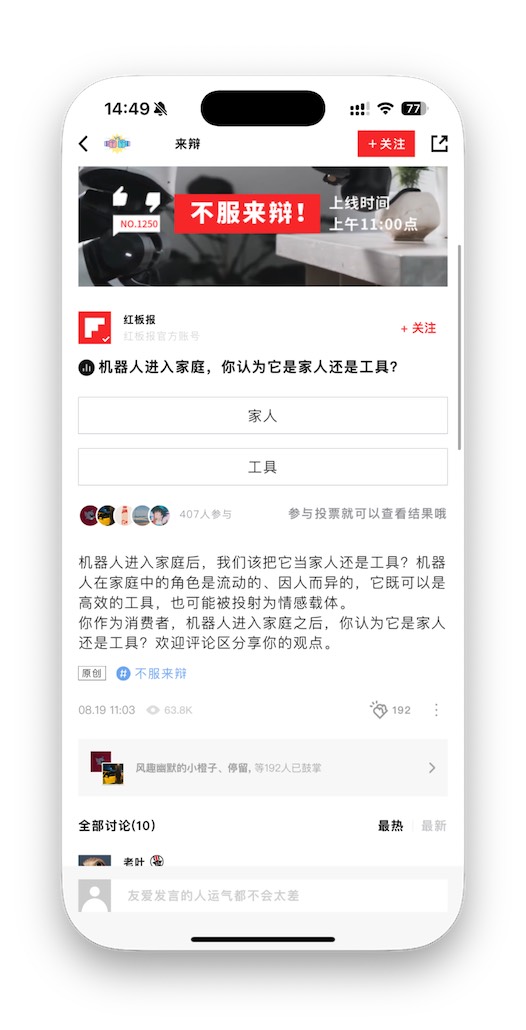 14:49
77
来辩
+ 关注
NO.1250
不服来辩!
上线时间
上午11:00点
红板报
红板报官方账号
+ 关注
机器人进入家庭，你认为它是家人还是工具？
家人
工具
407人参与
参与投票就可以查看结果哦
机器人进入家庭后，我们该把它当家人还是工具？机器
人在家庭中的角色是流动的、因人而异的，它既可以是
高效的工具，也可能被投射为情感载体。
你作为消费者，机器人进入家庭之后，你认为它是家人
还是工具？欢迎评论区分享你的观点。
原创 # 不服来辩
08.19 11:03 63.8K
192
风趣幽默的小橙子、停留, 等192人已鼓掌
全部讨论(10)
最热 最新
老叶
友爱发言的人运气都不会太差